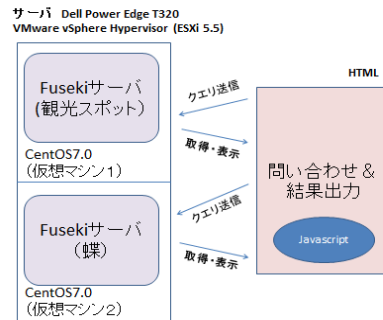 サーバ Dell Power Edge T320
VMware vSphere Hypervisor (ESXi 5.5)
HTML
Fusekiサーバ
(観光スポット)
CentOS7.0
(仮想マシン1)
クエリ送信
取得・表示
問い合わせ&
結果出力
Javascript
Fusekiサーバ
(蝶)
CentOS7.0
(仮想マシン2)
クエリ送信
取得・表示